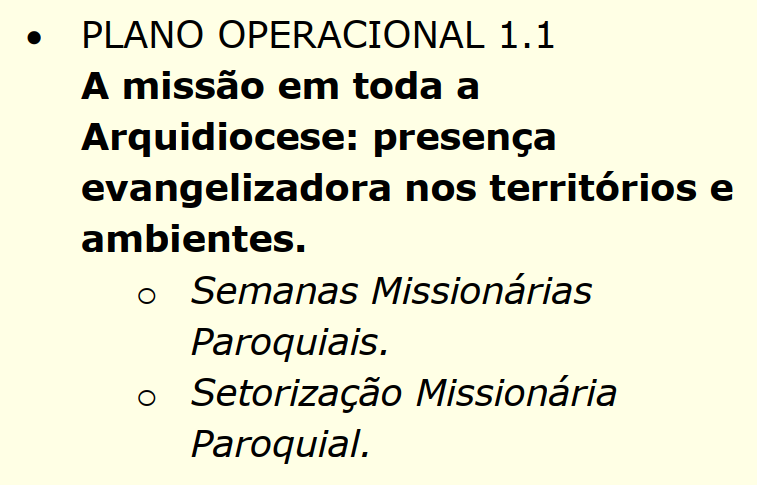 • PLANO OPERACIONAL 1.1
A missão em toda a
Arquidiocese: presença
evangelizadora nos territórios e
ambientes.
o Semanas Missionárias
Paroquiais.
o Setorização Missionária
Paroquial.